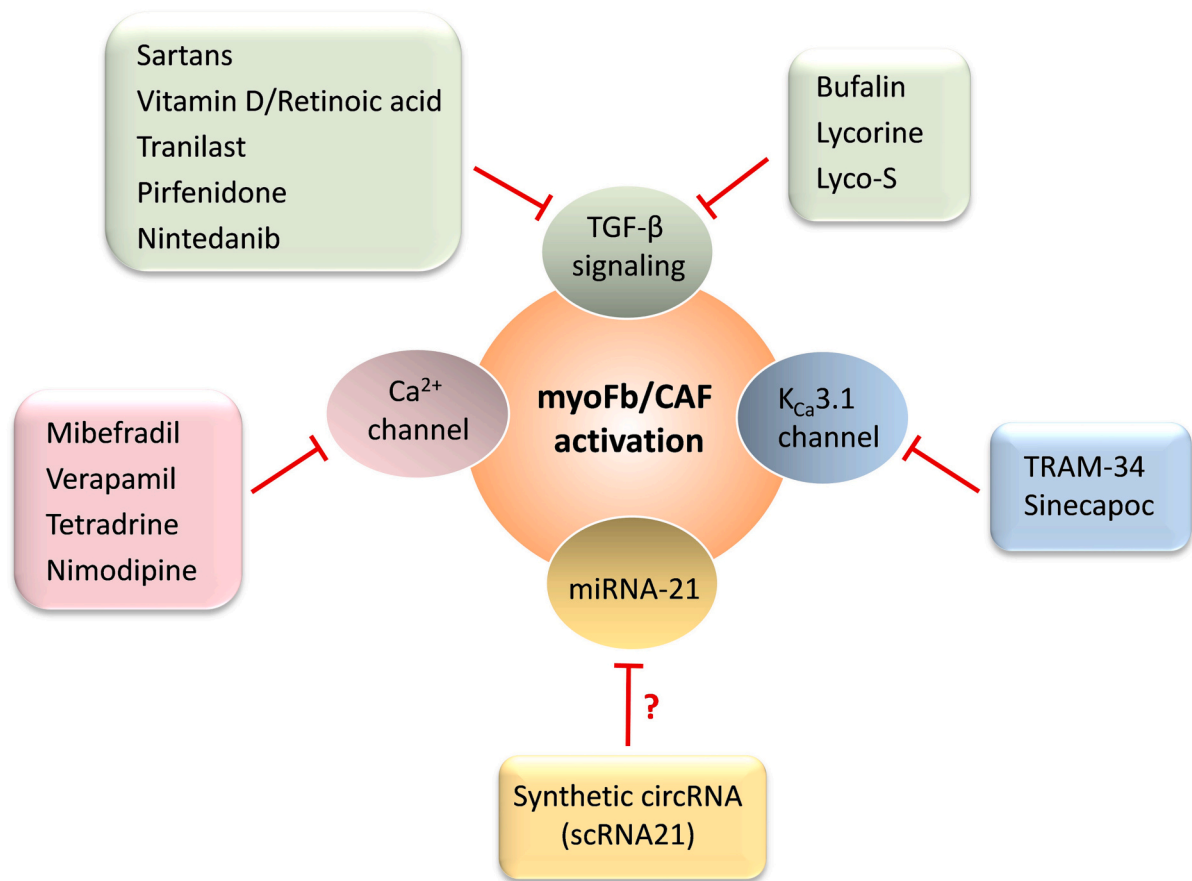 Sartans
Vitamin D/Retinoic acid
Tranilast
Pirfenidone
Nintedanib
Bufalin
Lycorine
Lyco-S
TGF-β
signaling
Ca²⁺
channel
myoFb/CAF
activation
K_Ca3.1
channel
Mibefradil
Verapamil
Tetradrine
Nimodipine
TRAM-34
Sinecapoc
miRNA-21
?
Synthetic circRNA
(scRNA21)